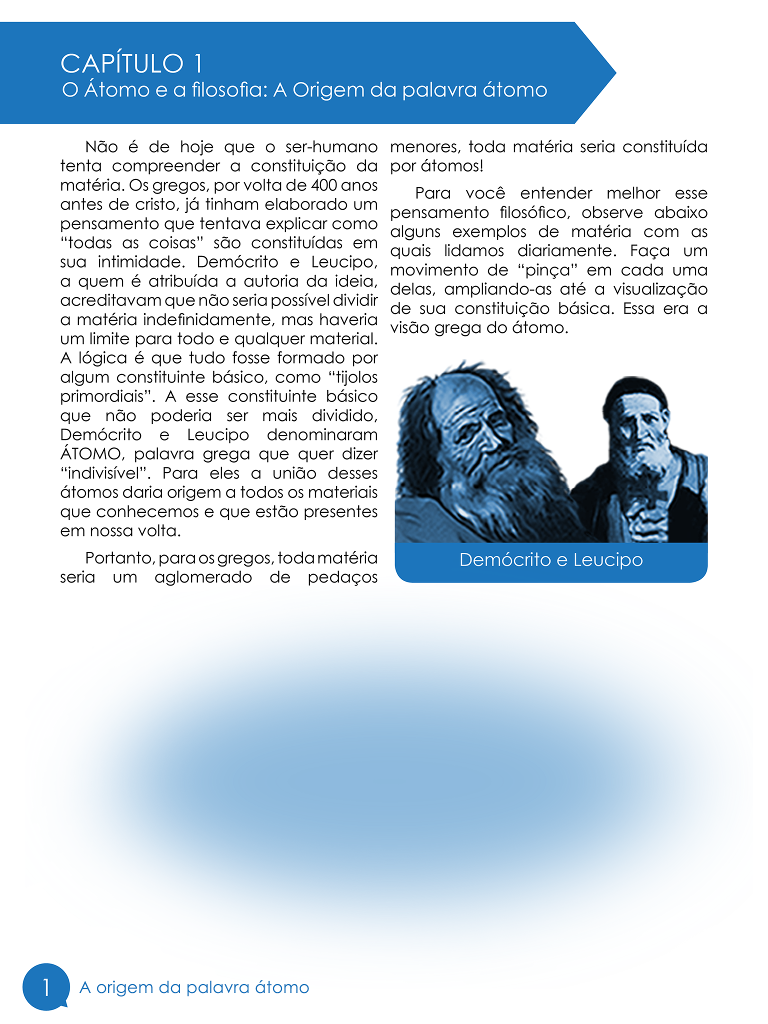 CAPÍTULO 1
O Átomo e a filosofia: A Origem da palavra átomo
Não é de hoje que o ser-humano
tenta compreender a constituição da
matéria. Os gregos, por volta de 400 anos
antes de cristo, já tinham elaborado um
pensamento que tentava explicar como
“todas as coisas” são constituídas em
sua intimidade. Demócrito e Leucipo,
a quem é atribuída a autoria da ideia,
acreditavam que não seria possível dividir
a matéria indefinidamente, mas haveria
um limite para todo e qualquer material.
A lógica é que tudo fosse formado por
algum constituinte básico, como “tijolos
primordiais”. A esse constituinte básico
que não poderia ser mais dividido,
Demócrito e Leucipo denominaram
ÁTOMO, palavra grega que quer dizer
“indivisível”. Para eles a união desses
átomos daria origem a todos os materiais
que conhecemos e que estão presentes
em nossa volta.
Portanto, para os gregos, toda matéria
seria um aglomerado de pedaços
menores, toda matéria seria constituída
por átomos!
Para você entender melhor esse
pensamento filosófico, observe abaixo
alguns exemplos de matéria com as
quais lidamos diariamente. Faça um
movimento de “pinça” em cada uma
delas, ampliando-as até a visualização
de sua constituição básica. Essa era a
visão grega do átomo.
Demócrito e Leucipo
1
A origem da palavra átomo